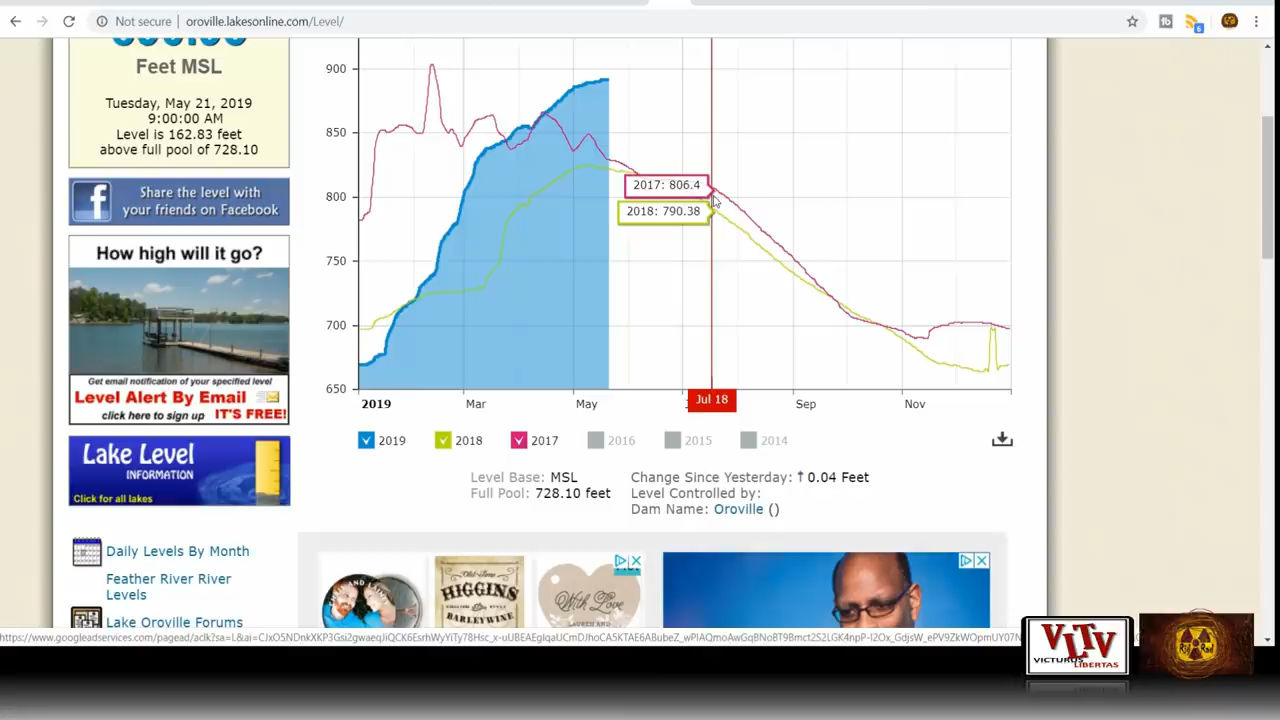 Not secure
oroville.lakesonline.com/Level/
6
Feet MSL
Tuesday, May 21, 2019
9:00:00 AM
Level is 162.83 feet
above full pool of 728.10
Share the level with
your friends on Facebook
How high will it go?
Get email notification of your specified level
Level Alert By Email
click here to sign up IT'S FREE!
Lake Level
INFORMATION
Click for all lakes
Daily Levels By Month
Feather River River
Levels
Lake Oroville Forums
900
850
800
750
700
650
2017: 806.4
2018: 790.38
2019 Mar May Jul 18 Sep Nov
2019 2018 2017 2016 2015 2014
Level Base: MSL
Full Pool: 728.10 feet
Change Since Yesterday: ↑ 0.04 Feet
Level Controlled by:
Dam Name: Oroville ()
HIGGINS
BARLEYWINE
With Love
VLTV
VICTURUS
LIBERTAS